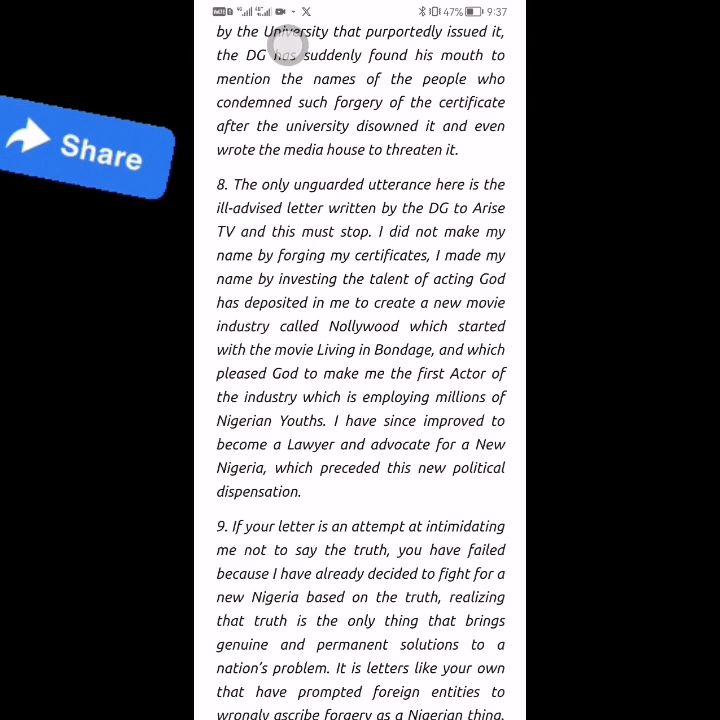 47% 9:37
by the University that purportedly issued it,
the DG has suddenly found his mouth to
mention the names of the people who
condemned such forgery of the certificate
after the university disowned it and even
wrote the media house to threaten it.
Share
8. The only unguarded utterance here is the
ill-advised letter written by the DG to Arise
TV and this must stop. I did not make my
name by forging my certificates, I made my
name by investing the talent of acting God
has deposited in me to create a new movie
industry called Nollywood which started
with the movie Living in Bondage, and which
pleased God to make me the first Actor of
the industry which is employing millions of
Nigerian Youths. I have since improved to
become a Lawyer and advocate for a New
Nigeria, which preceded this new political
dispensation.
9. If your letter is an attempt at intimidating
me not to say the truth, you have failed
because I have already decided to fight for a
new Nigeria based on the truth, realizing
that truth is the only thing that brings
genuine and permanent solutions to a
nation's problem. It is letters like your own
that have prompted foreign entities to
wrongly ascribe forgery as a Nigerian thing.